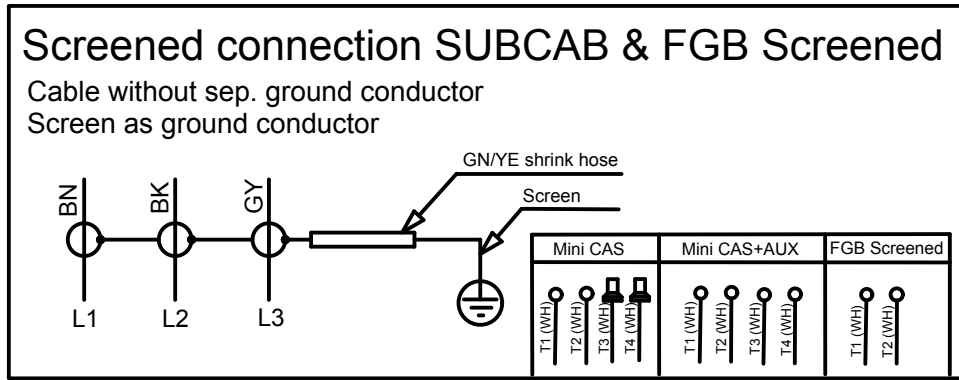 Screened connection SUBCAB & FGB Screened
Cable without sep. ground conductor
Screen as ground conductor
GN/YE shrink hose
Screen
BN BK GY
L1 L2 L3
Mini CAS Mini CAS+AUX FGB Screened
T1 (WH) T2 (WH) T3 (WH) T4 (WH) T1 (WH) T2 (WH) T3 (WH) T4 (WH) T1 (WH) T2 (WH)